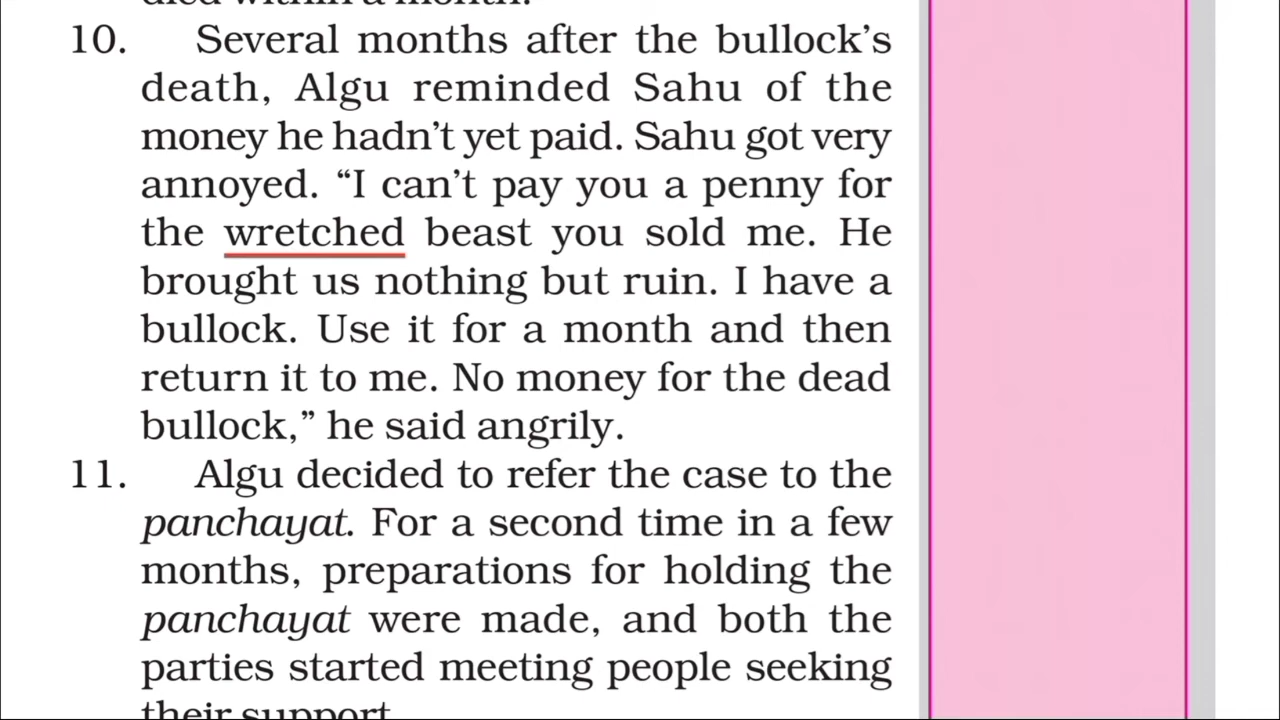 died within a month.
10. Several months after the bullock’s
death, Algu reminded Sahu of the
money he hadn’t yet paid. Sahu got very
annoyed. “I can’t pay you a penny for
the wretched beast you sold me. He
brought us nothing but ruin. I have a
bullock. Use it for a month and then
return it to me. No money for the dead
bullock,” he said angrily.
11. Algu decided to refer the case to the
panchayat. For a second time in a few
months, preparations for holding the
panchayat were made, and both the
parties started meeting people seeking
their support.